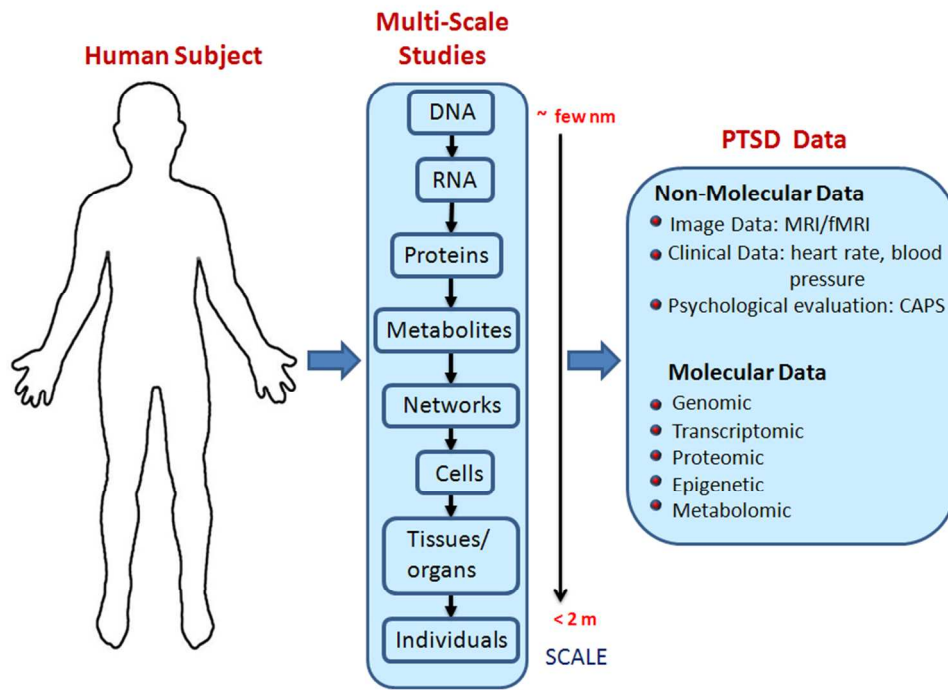 Human Subject
Multi-Scale
Studies
DNA
RNA
Proteins
Metabolites
Networks
Cells
Tissues/
organs
Individuals
~ few nm
< 2 m
SCALE
PTSD Data
Non-Molecular Data
Image Data: MRI/fMRI
Clinical Data: heart rate, blood
pressure
Psychological evaluation: CAPS
Molecular Data
Genomic
Transcriptomic
Proteomic
Epigenetic
Metabolomic